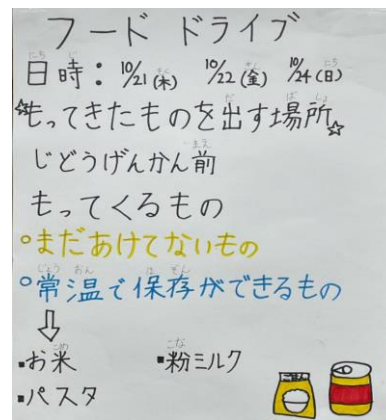 フード ドライブ
日時：10/21(木) 10/22(金) 10/24(日)
☆もってきたものを出す場所☆
じどうげんかん前
もってくるもの
○まだあけてないもの
○常温で保存ができるもの
⇩
▪お米 ▪粉ミルク
▪パスタ